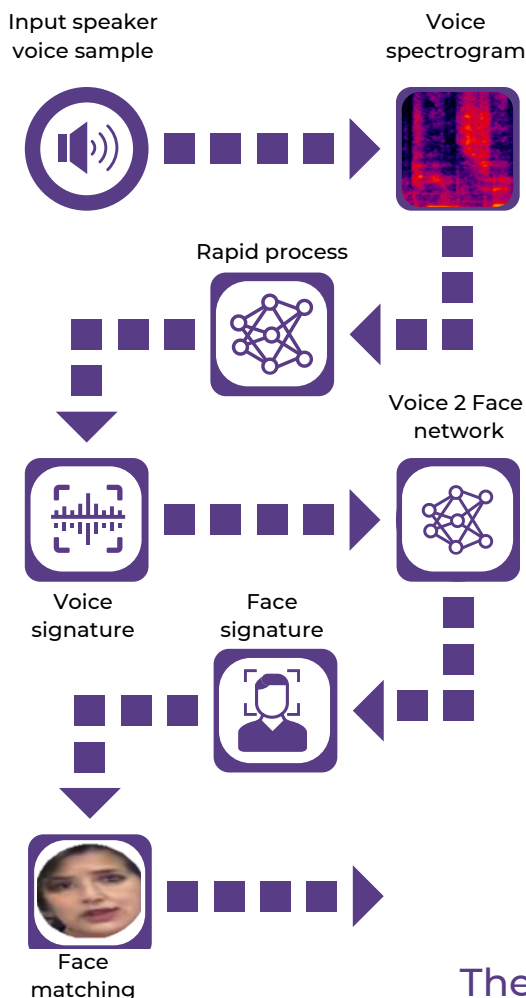 Input speaker
voice sample
Voice
spectrogram
Rapid process
Voice 2 Face
network
Voice
signature
Face
signature
Face
matching
The